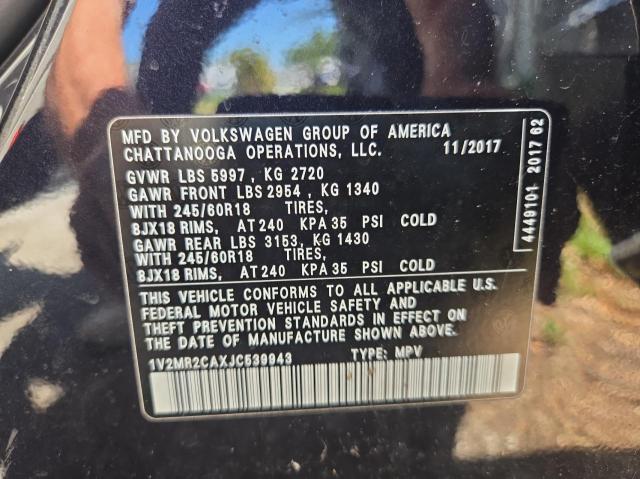 MFD BY VOLKSWAGEN GROUP OF AMERICA
CHATTANOOGA OPERATIONS, LLC. 11/2017
GVWR LBS 5997, KG 2720
GAWR FRONT LBS 2954, KG 1340
WITH 245/60R18 TIRES,
8JX18 RIMS, AT 240 KPA 35 PSI COLD
GAWR REAR LBS 3153, KG 1430
WITH 245/60R18 TIRES,
8JX18 RIMS, AT 240 KPA 35 PSI COLD
THIS VEHICLE CONFORMS TO ALL APPLICABLE U.S.
FEDERAL MOTOR VEHICLE SAFETY AND
THEFT PREVENTION STANDARDS IN EFFECT ON
THE DATE OF MANUFACTURE SHOWN ABOVE.
1V2MR2CAXJC539943 TYPE: MPV
4449101 2017 62